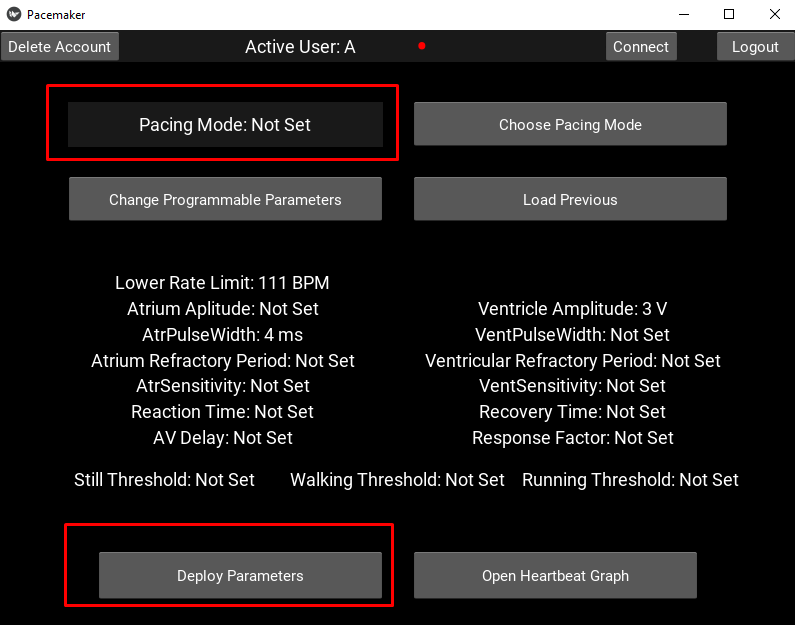 Pacemaker
Delete Account Active User: A Connect Logout
Pacing Mode: Not Set Choose Pacing Mode
Change Programmable Parameters Load Previous
Lower Rate Limit: 111 BPM
Atrium Aplitude: Not Set Ventricle Amplitude: 3 V
AtrPulseWidth: 4 ms VentPulseWidth: Not Set
Atrium Refractory Period: Not Set Ventricular Refractory Period: Not Set
AtrSensitivity: Not Set VentSensitivity: Not Set
Reaction Time: Not Set Recovery Time: Not Set
AV Delay: Not Set Response Factor: Not Set
Still Threshold: Not Set Walking Threshold: Not Set Running Threshold: Not Set
Deploy Parameters Open Heartbeat Graph